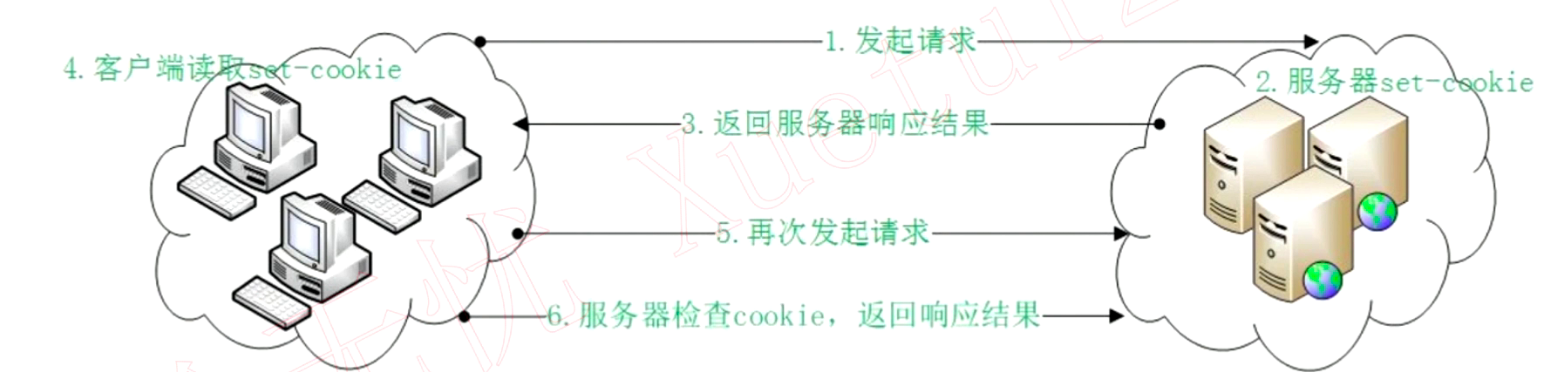 1.发起请求
4.客户端读取set-cookie
2.服务器set-cookie
3.返回服务器响应结果
5.再次发起请求
6.服务器检查cookie，返回响应结果